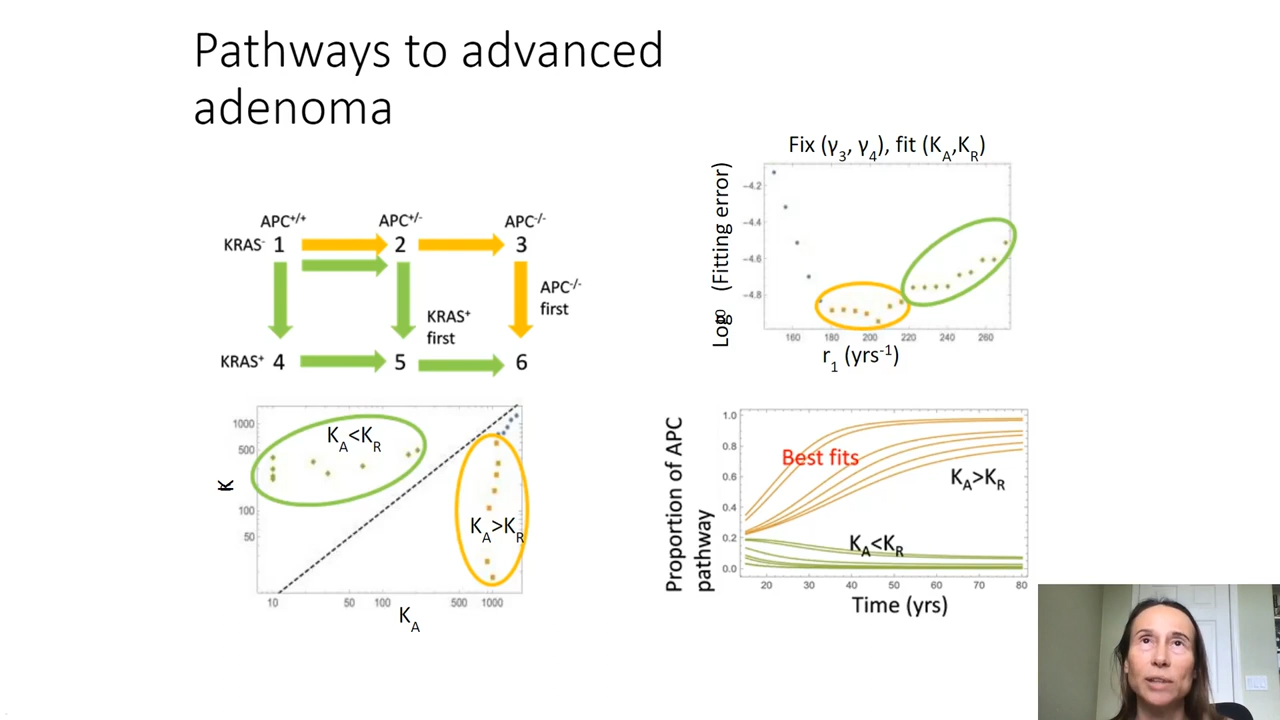 Pathways to advanced
adenoma
APC+/+ APC+/- APC-/-
KRAS- 1 2 3
KRAS+
first
APC-/-
first
KRAS+ 4 5 6
Fix (γ3, γ4), fit (KA,KR)
Log10 (Fitting error)
-4.2
-4.4
-4.6
-4.8
160 180 200 220 240 260
r1 (yrs-1)
1000
500
100
50
K
KA<KR
KA>KR
10 50 100 500 1000
KA
Proportion of APC
pathway
1.0
0.8
0.6
0.4
0.2
0.0
Best fits
KA>KR
KA<KR
20 30 40 50 60 70 80
Time (yrs)